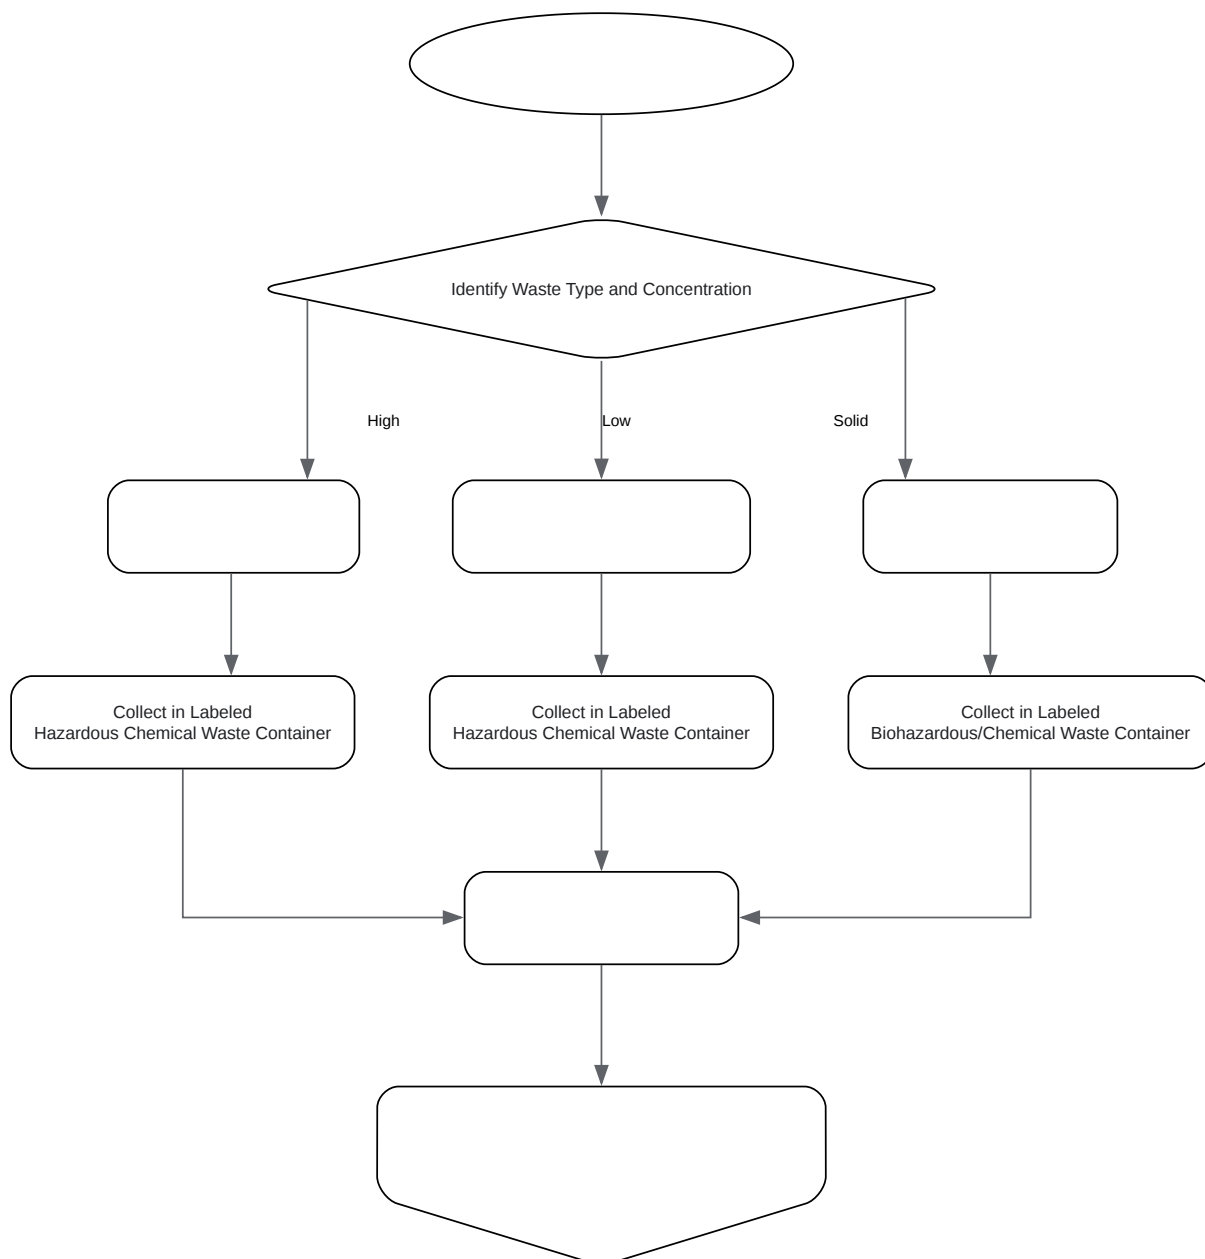 Identify Waste Type and Concentration
High
Low
Solid
Collect in Labeled
Hazardous Chemical Waste Container
Collect in Labeled
Hazardous Chemical Waste Container
Collect in Labeled
Biohazardous/Chemical Waste Container